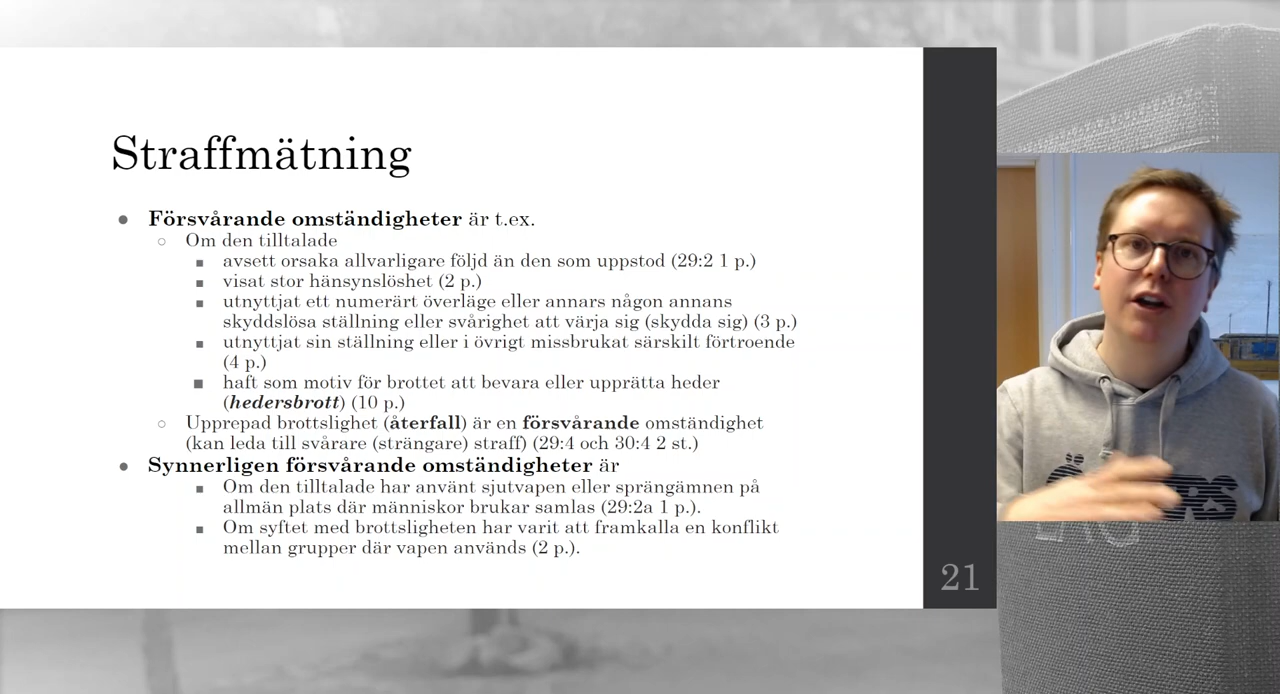 Straffmätning
● Försvårande omständigheter är t.ex.
○ Om den tilltalade
■ avsett orsaka allvarligare följd än den som uppstod (29:2 1 p.)
■ visat stor hänsynslöshet (2 p.)
■ utnyttjat ett numerärt överläge eller annars någon annans
skyddslösa ställning eller svårighet att värja sig (skydda sig) (3 p.)
■ utnyttjat sin ställning eller i övrigt missbrukat särskilt förtroende
(4 p.)
■ haft som motiv för brottet att bevara eller upprätta heder
(hedersbrott) (10 p.)
○ Upprepad brottslighet (återfall) är en försvårande omständighet
(kan leda till svårare (strängare) straff) (29:4 och 30:4 2 st.)
● Synnerligen försvårande omständigheter är
■ Om den tilltalade har använt sjutvapen eller sprängämnen på
allmän plats där människor brukar samlas (29:2a 1 p.).
■ Om syftet med brottsligheten har varit att framkalla en konflikt
mellan grupper där vapen används (2 p.).
21